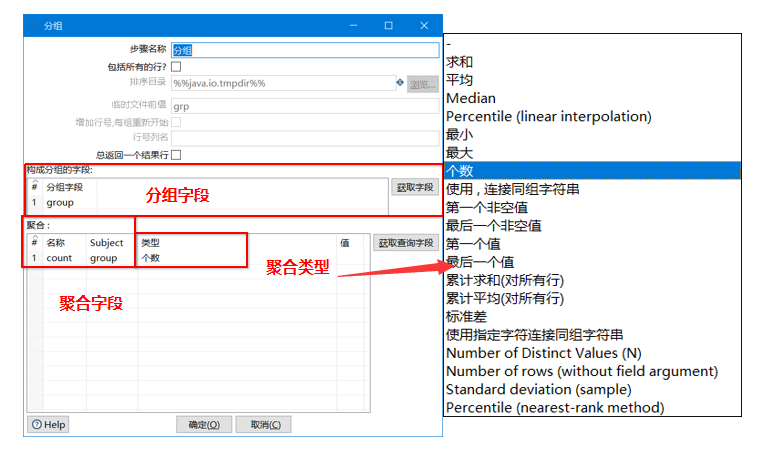 分组
步骤名称 分组
包括所有的行?
排序目录 %%java.io.tmpdir%% 浏览...
临时文件前缀 grp
增加行号,每组重新开始
行号列名
总返回一个结果行
构成分组的字段:
# 分组字段
1 group
分组字段
获取字段
聚合 :
# 名称 Subject 类型 值
1 count group 个数
获取查询字段
聚合字段
聚合类型
Help 确定(O) 取消(C)
-
求和
平均
Median
Percentile (linear interpolation)
最小
最大
个数
使用 , 连接同组字符串
第一个非空值
最后一个非空值
第一个值
最后一个值
累计求和(对所有行)
累计平均(对所有行)
标准差
使用指定字符连接同组字符串
Number of Distinct Values (N)
Number of rows (without field argument)
Standard deviation (sample)
Percentile (nearest-rank method)